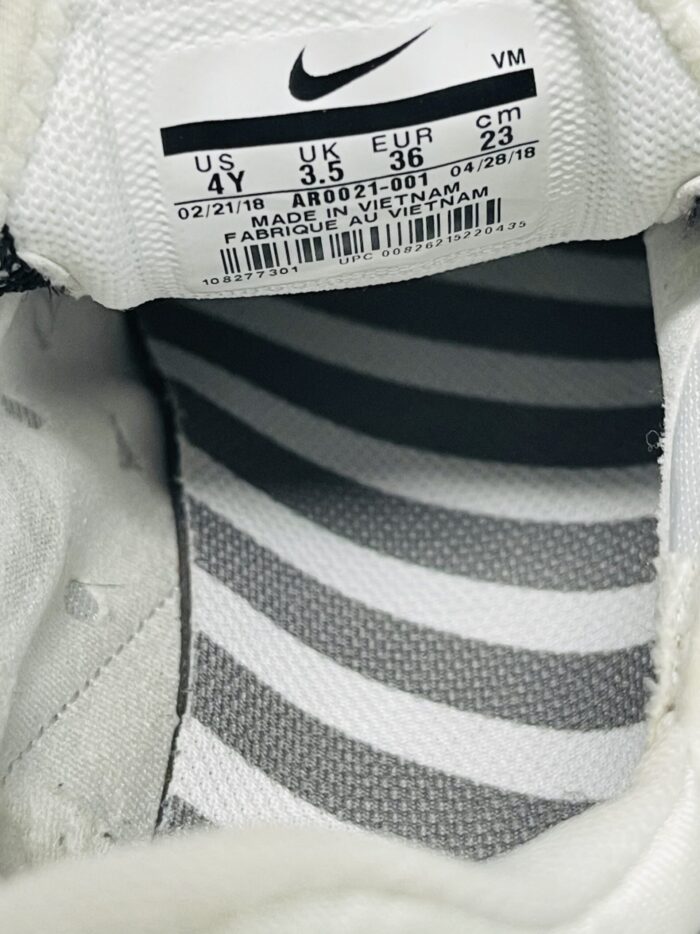 VM
US UK EUR cm
4Y 3.5 36 23
02/21/18 AR0021-001 04/28/18
MADE IN VIETNAM
FABRIQUE AU VIETNAM
108277301 UPC 00826215220435